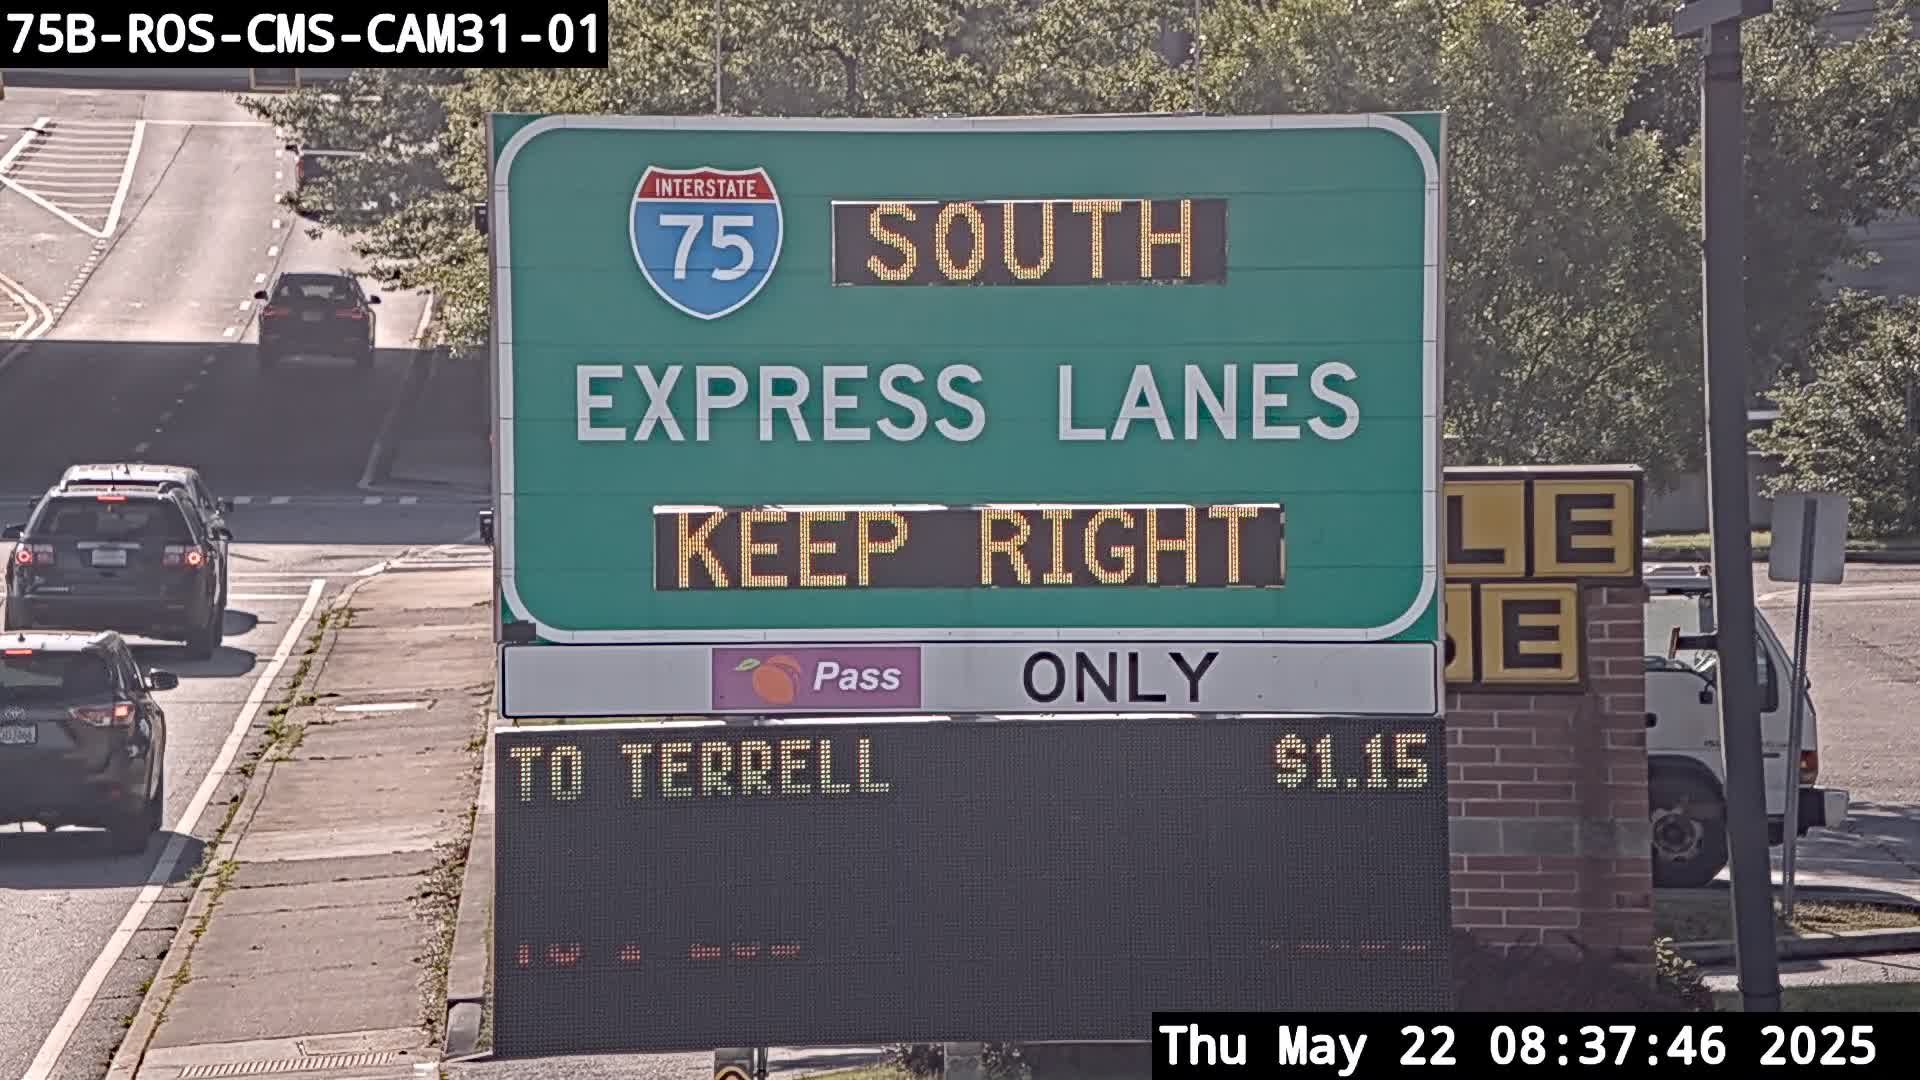 75B-ROS-CMS-CAM31-01
INTERSTATE
75
SOUTH
EXPRESS LANES
KEEP RIGHT
Pass ONLY
TO TERRELL $1.15
LE
E
Thu May 22 08:37:46 2025